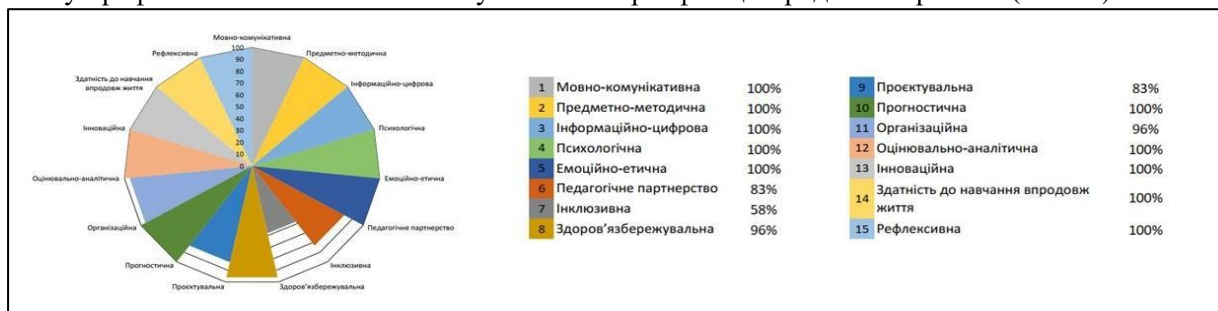 Мовно-комунікативна
Предметно-методична
Інформаційно-цифрова
Психологічна
Емоційно-етична
Педагогічне партнерство
Інклюзивна
Здоров'язбережувальна
Проєктувальна
Прогностична
Організаційна
Оцінювально-аналітична
Інноваційна
Здатність до навчання
впродовж життя
Рефлексивна
100
90
80
70
60
50
40
30
20
10
0
1 Мовно-комунікативна 100%
2 Предметно-методична 100%
3 Інформаційно-цифрова 100%
4 Психологічна 100%
5 Емоційно-етична 100%
6 Педагогічне партнерство 83%
7 Інклюзивна 58%
8 Здоров'язбережувальна 96%
9 Проєктувальна 83%
10 Прогностична 100%
11 Організаційна 96%
12 Оцінювально-аналітична 100%
13 Інноваційна 100%
14 Здатність до навчання впродовж
життя 100%
15 Рефлексивна 100%